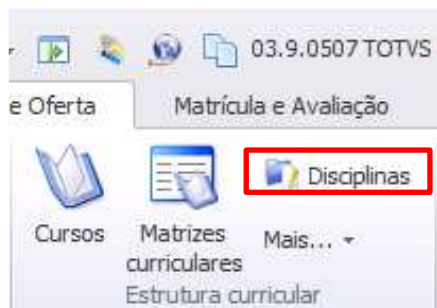 03.9.0507 TOTVS
e Oferta
Matrícula e Avaliação
Disciplinas
Cursos
Matrizes
curriculares
Mais...
Estrutura curricular